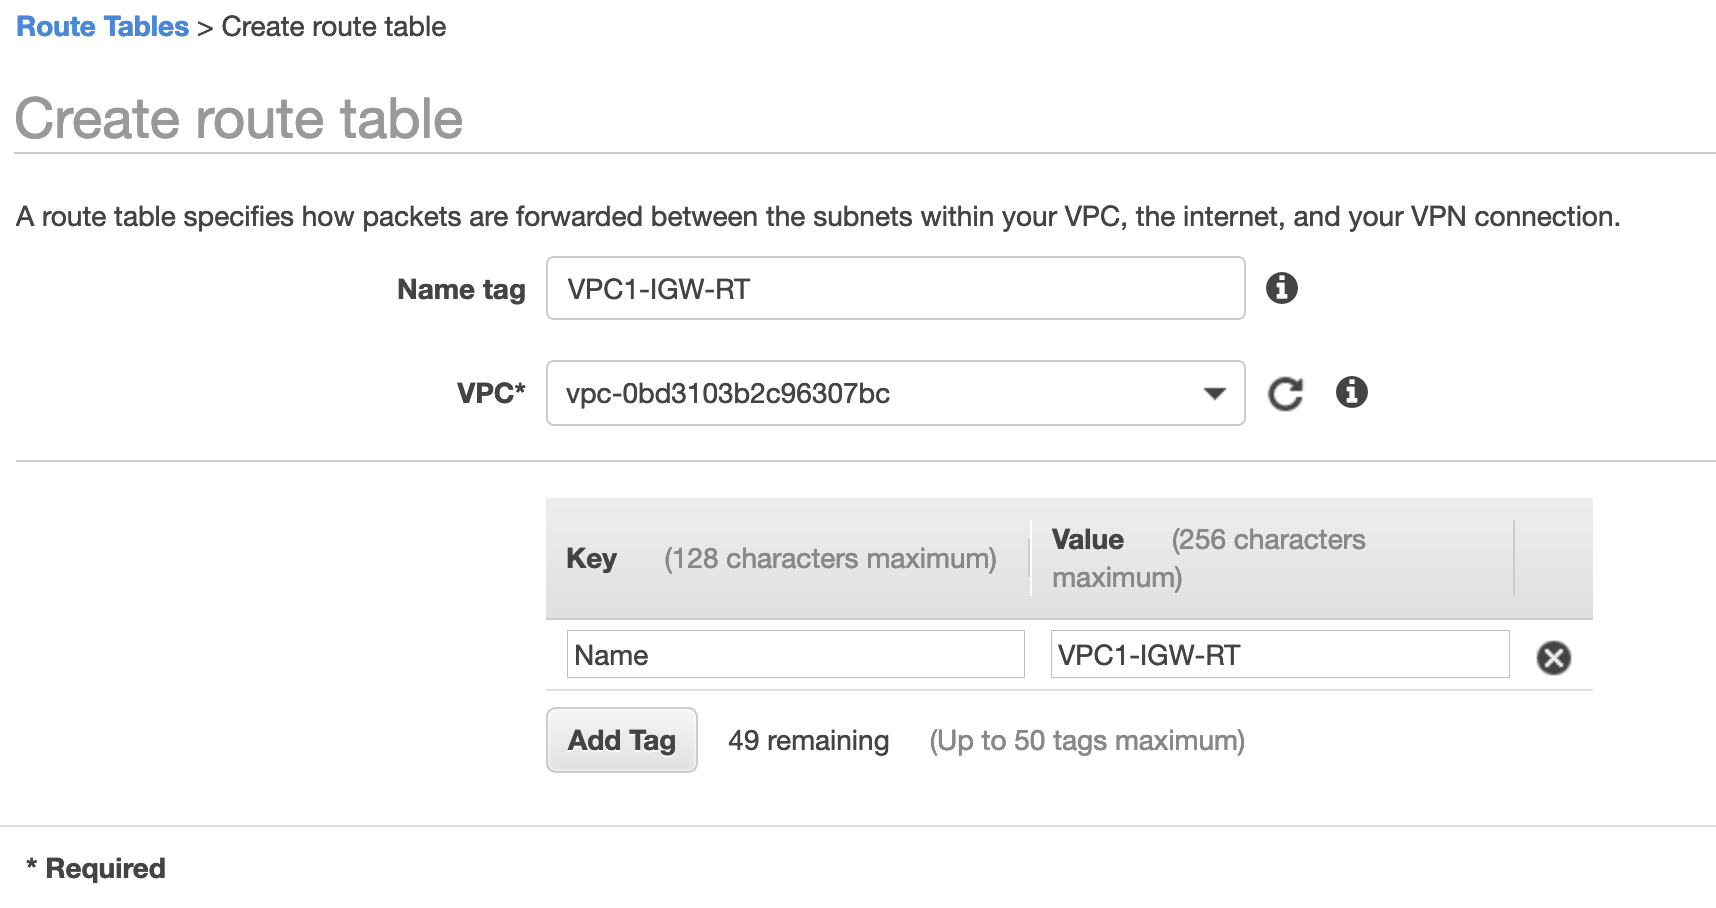 Route Tables > Create route table
Create route table
A route table specifies how packets are forwarded between the subnets within your VPC, the internet, and your VPN connection.
Name tag VPC1-IGW-RT
VPC* vpc-0bd3103b2c96307bc
Key (128 characters maximum) Value (256 characters
maximum)
Name VPC1-IGW-RT
Add Tag 49 remaining (Up to 50 tags maximum)
* Required